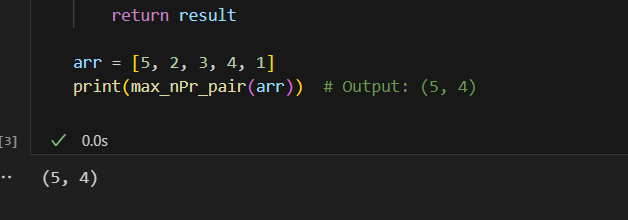 return result
arr = [5, 2, 3, 4, 1]
print(max_nPr_pair(arr))  # Output: (5, 4)
[3]
0.0s
(5, 4)